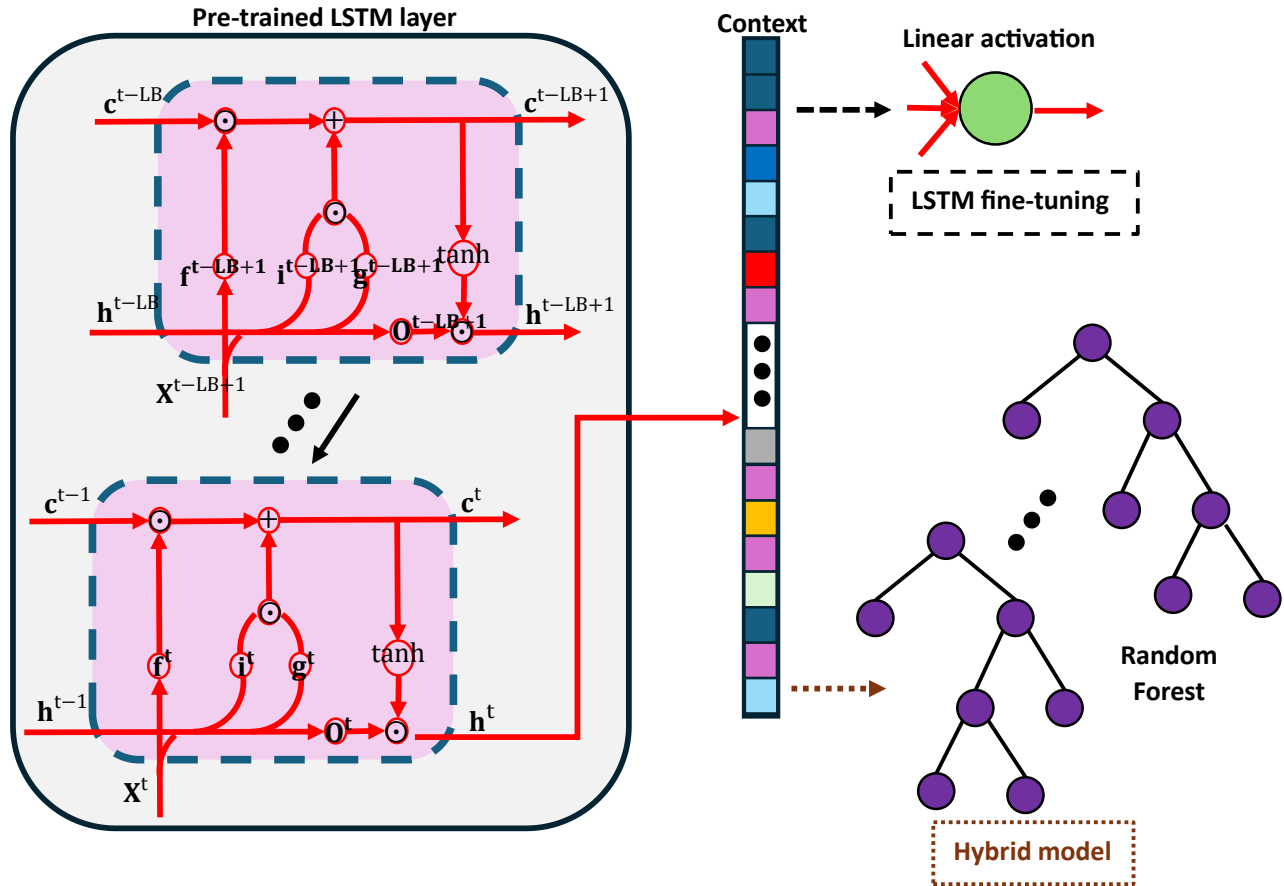 Pre-trained LSTM layer
c^t−LB
c^t−LB+1
⊙
+
⊙
tanh
f^t−LB+1
i^t−LB+1
g^t−LB+1
h^t−LB
O^t−LB+1
⊙
h^t−LB+1
X^t−LB+1
c^t−1
c^t
⊙
+
⊙
f^t
i^t
g^t
tanh
h^t−1
O^t
⊙
h^t
X^t
Context
Linear activation
LSTM fine-tuning
Random
Forest
Hybrid model